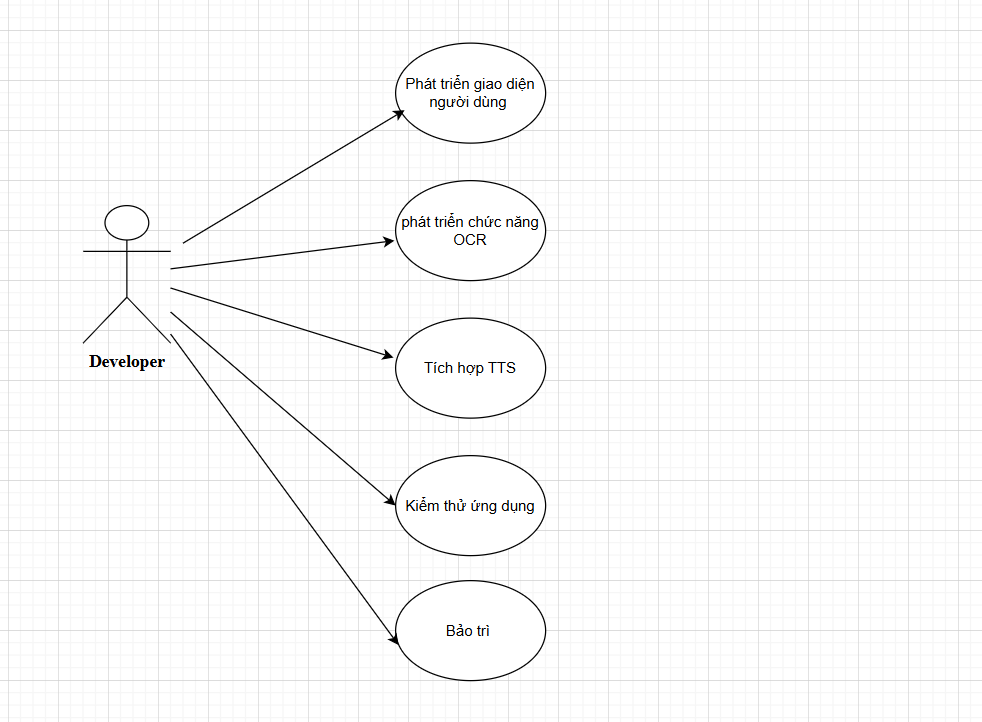 Phát triển giao diện
người dùng
phát triển chức năng
OCR
Developer
Tích hợp TTS
Kiểm thử ứng dụng
Bảo trì